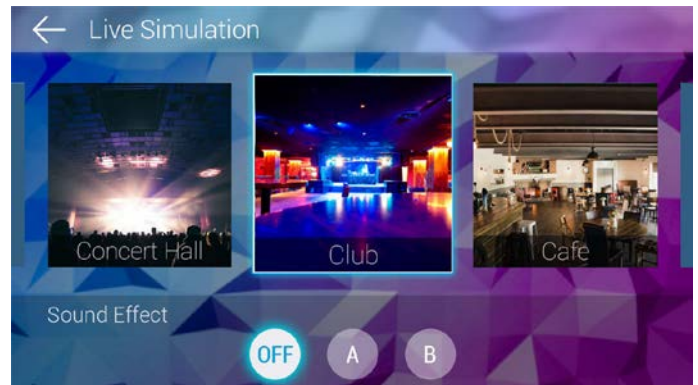 Live Simulation
Concert Hall
Club
Cafe
Sound Effect
OFF
A
B